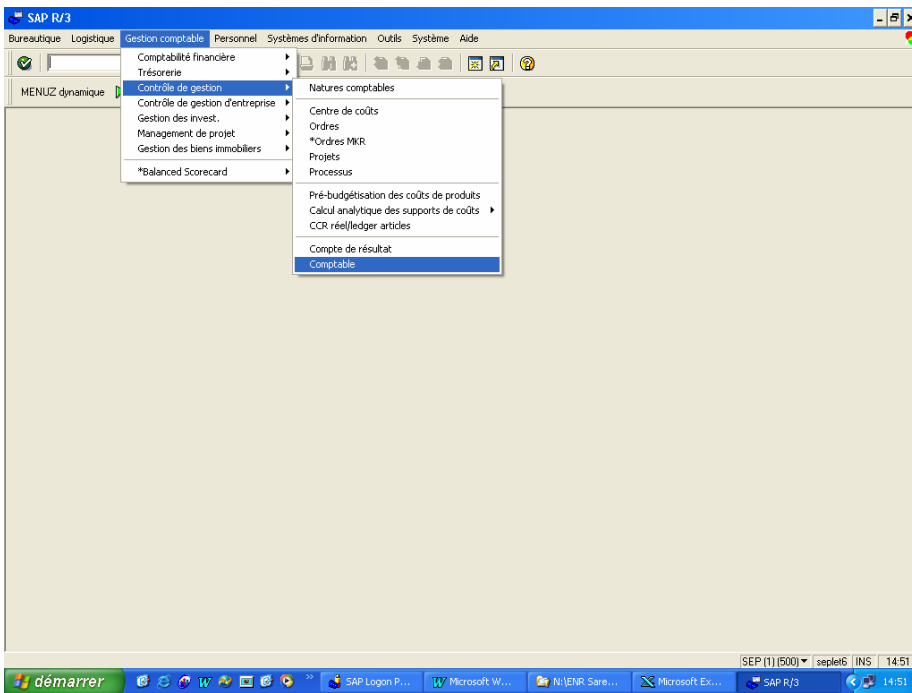 SAP R/3
Bureautique Logistique Gestion comptable Personnel Systèmes d'information Outils Système Aide
MENUZ dynamique
Comptabilité financière
Trésorerie
Contrôle de gestion
Contrôle de gestion d'entreprise
Gestion des invest.
Management de projet
Gestion des biens immobiliers
*Balanced Scorecard
Natures comptables
Centre de coûts
Ordres
*Ordres MKR
Projets
Processus
Pré-budgétisation des coûts de produits
Calcul analytique des supports de coûts
CCR réel/ledger articles
Compte de résultat
Comptable
SEP (1) (500) seplet6 INS 14:51
démarrer SAP Logon P... Microsoft W... N:\ENR Sare... Microsoft Ex... SAP R/3 14:51